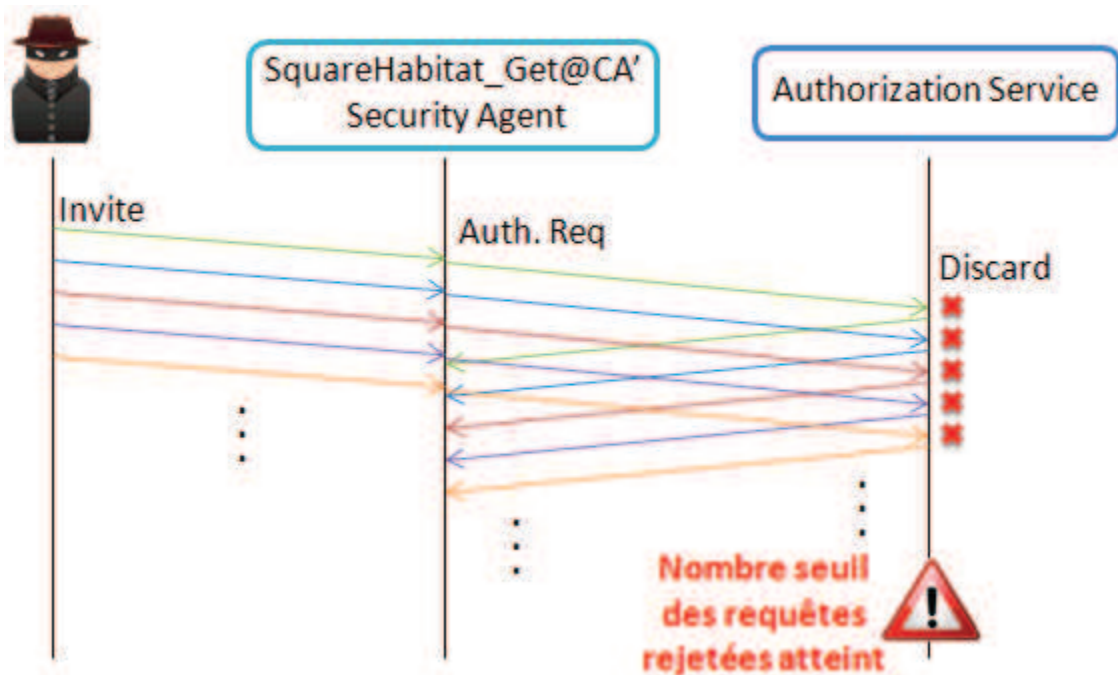 SquareHabitat_Get@CA'
Security Agent
Authorization Service
Invite
Auth. Req
Discard
Nombre seuil
des requêtes
rejetées atteint